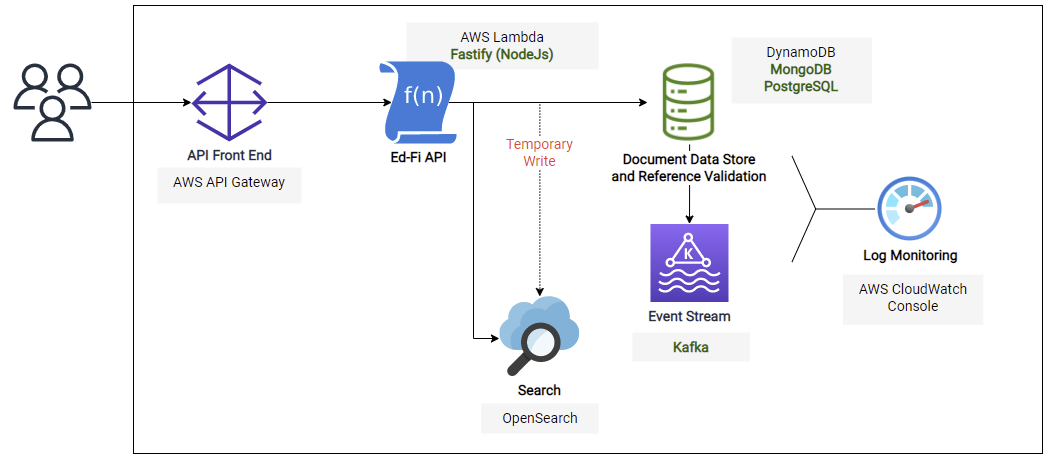 AWS Lambda
Fastify (NodeJs)
DynamoDB
MongoDB
PostgreSQL
f(n)
API Front End
AWS API Gateway
Ed-Fi API
Temporary
Write
Document Data Store
and Reference Validation
K
Event Stream
Kafka
Log Monitoring
AWS CloudWatch
Console
Search
OpenSearch